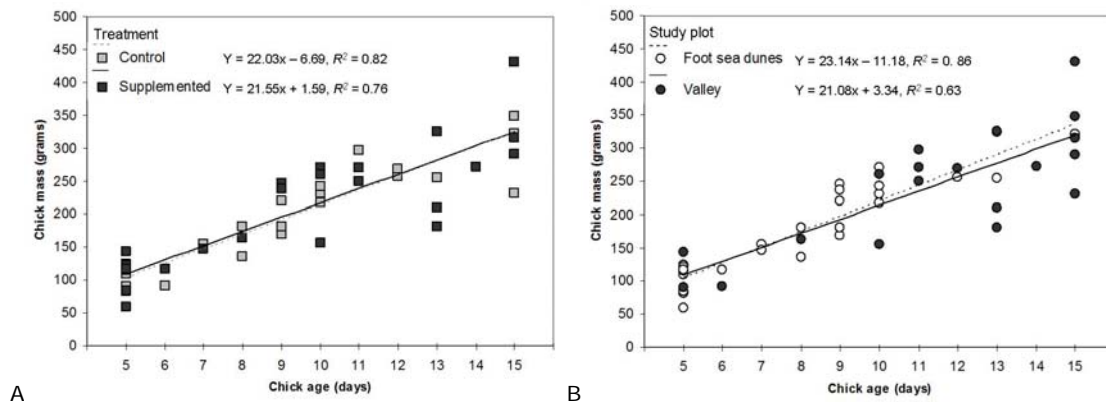 500
450
400
350
300
250
200
150
100
50
0
Chick mass (grams)
Treatment
Control Y = 22.03x – 6.69, R² = 0.82
Supplemented Y = 21.55x + 1.59, R² = 0.76
5 6 7 8 9 10 11 12 13 14 15
Chick age (days)
A
500
450
400
350
300
250
200
150
100
50
0
Chick mass (grams)
Study plot
Foot sea dunes Y = 23.14x – 11.18, R² = 0. 86
Valley Y = 21.08x + 3.34, R² = 0.63
5 6 7 8 9 10 11 12 13 14 15
Chick age (days)
B